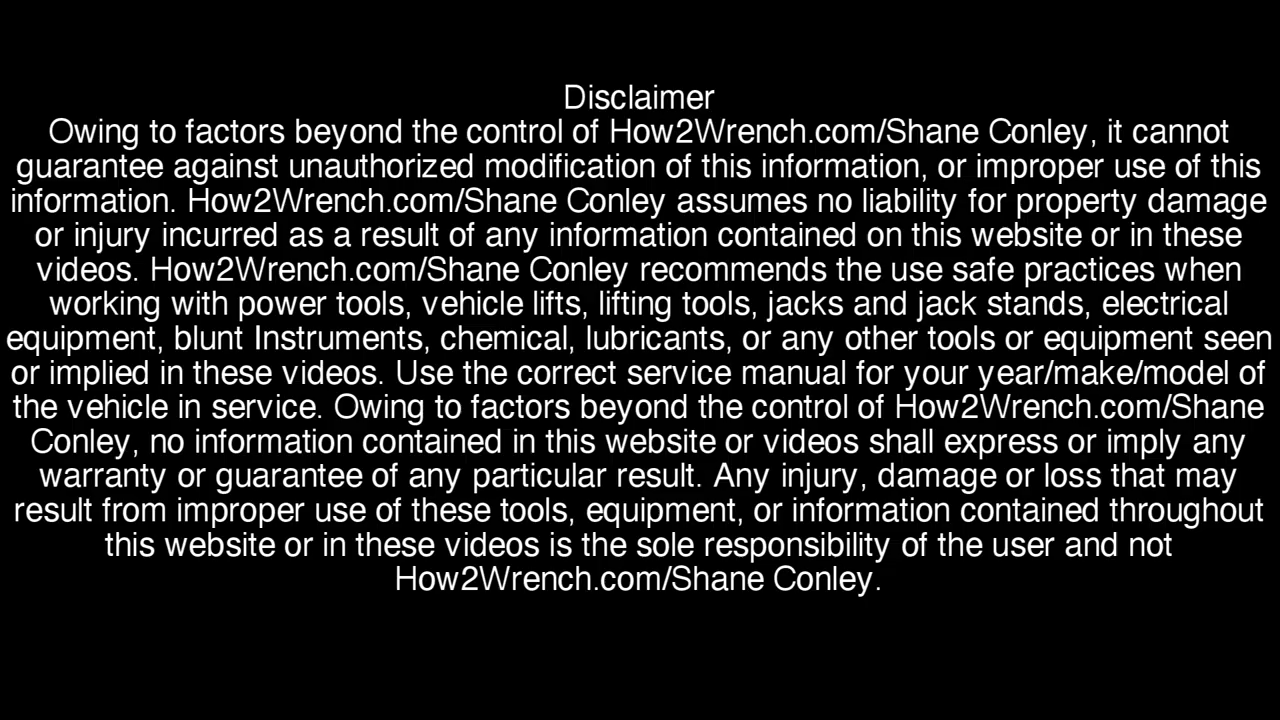 Disclaimer
Owing to factors beyond the control of How2Wrench.com/Shane Conley, it cannot
guarantee against unauthorized modification of this information, or improper use of this
information. How2Wrench.com/Shane Conley assumes no liability for property damage
or injury incurred as a result of any information contained on this website or in these
videos. How2Wrench.com/Shane Conley recommends the use safe practices when
working with power tools, vehicle lifts, lifting tools, jacks and jack stands, electrical
equipment, blunt Instruments, chemical, lubricants, or any other tools or equipment seen
or implied in these videos. Use the correct service manual for your year/make/model of
the vehicle in service. Owing to factors beyond the control of How2Wrench.com/Shane
Conley, no information contained in this website or videos shall express or imply any
warranty or guarantee of any particular result. Any injury, damage or loss that may
result from improper use of these tools, equipment, or information contained throughout
this website or in these videos is the sole responsibility of the user and not
How2Wrench.com/Shane Conley.